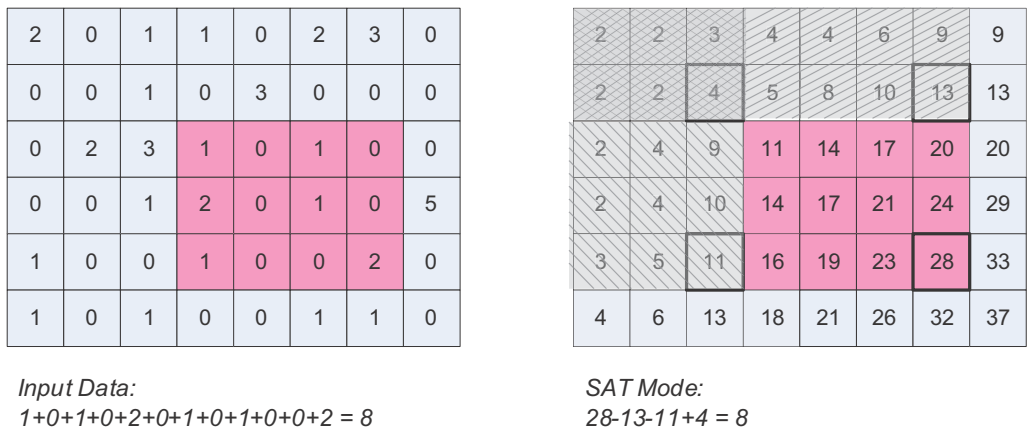 2 0 1 1 0 2 3 0
0 0 1 0 3 0 0 0
0 2 3 1 0 1 0 0
0 0 1 2 0 1 0 5
1 0 0 1 0 0 2 0
1 0 1 0 0 1 1 0
Input Data:
1+0+1+0+2+0+1+0+1+0+0+2 = 8
2 2 3 4 4 6 9 9
2 2 4 5 8 10 13 13
2 4 9 11 14 17 20 20
2 4 10 14 17 21 24 29
3 5 11 16 19 23 28 33
4 6 13 18 21 26 32 37
SAT Mode:
28-13-11+4 = 8